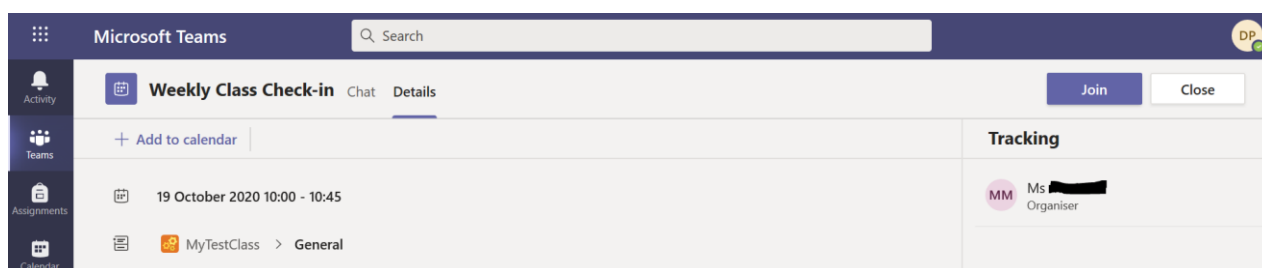 Microsoft Teams
Search
DP
Activity
Weekly Class Check-in Chat Details
Join
Close
Teams
+ Add to calendar
Tracking
Assignments
19 October 2020 10:00 - 10:45
MM
Ms
Organiser
MyTestClass > General
Calendar